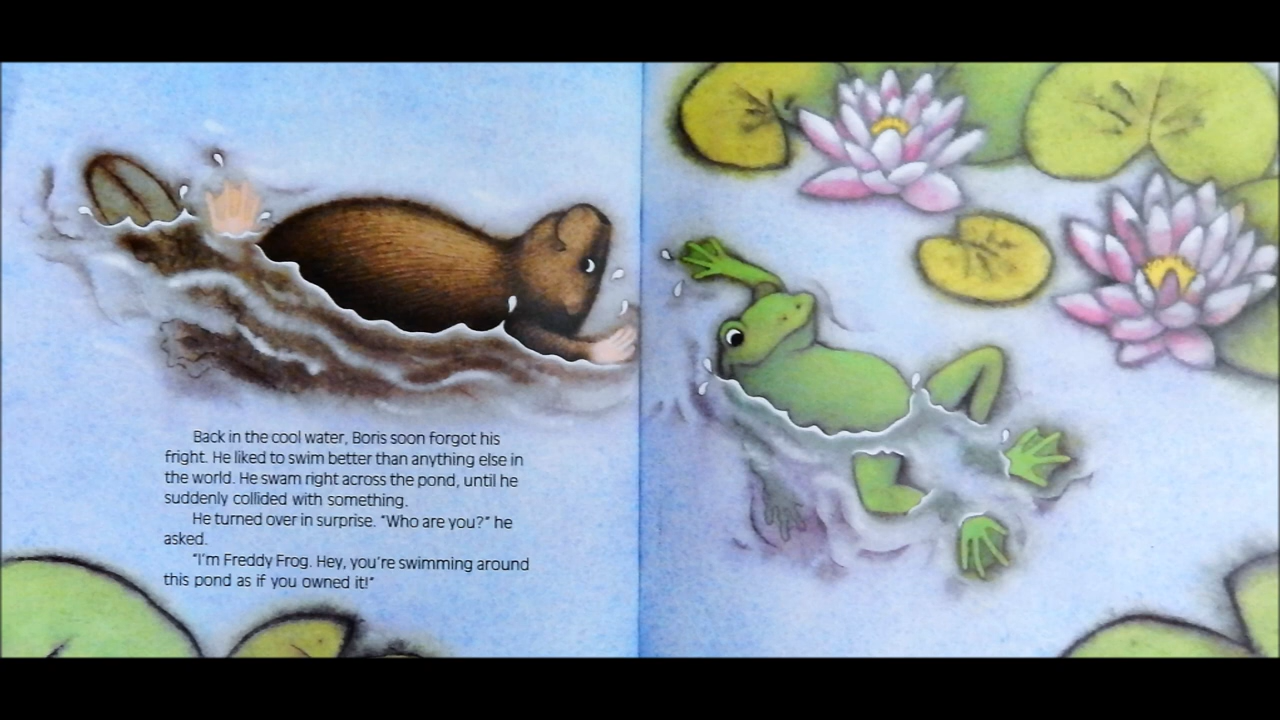 Back in the cool water, Boris soon forgot his
fright. He liked to swim better than anything else in
the world. He swam right across the pond, until he
suddenly collided with something.
He turned over in surprise. "Who are you?" he
asked.
"I'm Freddy Frog. Hey, you're swimming around
this pond as if you owned it!"